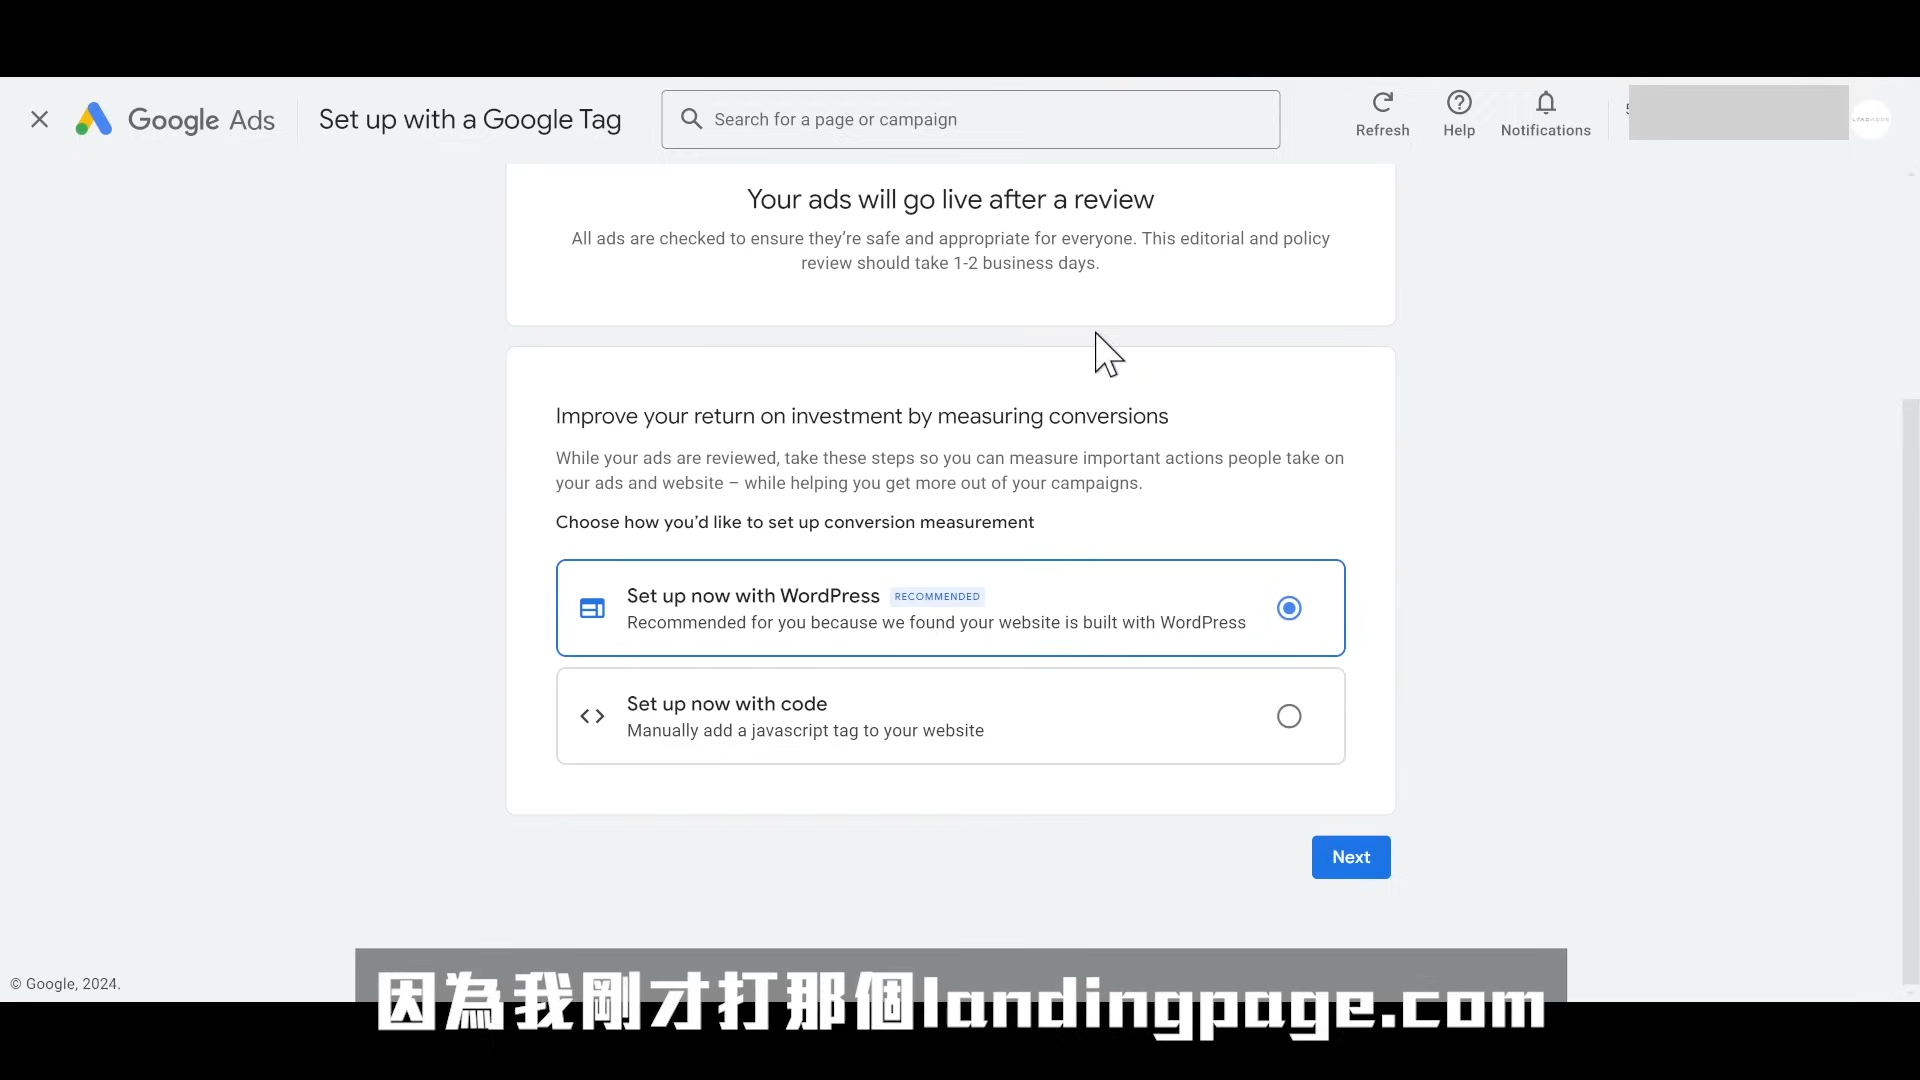 Google Ads
Set up with a Google Tag
Search for a page or campaign
Refresh
Help
Notifications
Your ads will go live after a review
All ads are checked to ensure they’re safe and appropriate for everyone. This editorial and policy
review should take 1-2 business days.
Improve your return on investment by measuring conversions
While your ads are reviewed, take these steps so you can measure important actions people take on
your ads and website – while helping you get more out of your campaigns.
Choose how you’d like to set up conversion measurement
Set up now with WordPress RECOMMENDED
Recommended for you because we found your website is built with WordPress
Set up now with code
Manually add a javascript tag to your website
Next
© Google, 2024.
因為我剛才打那個landingpage.com